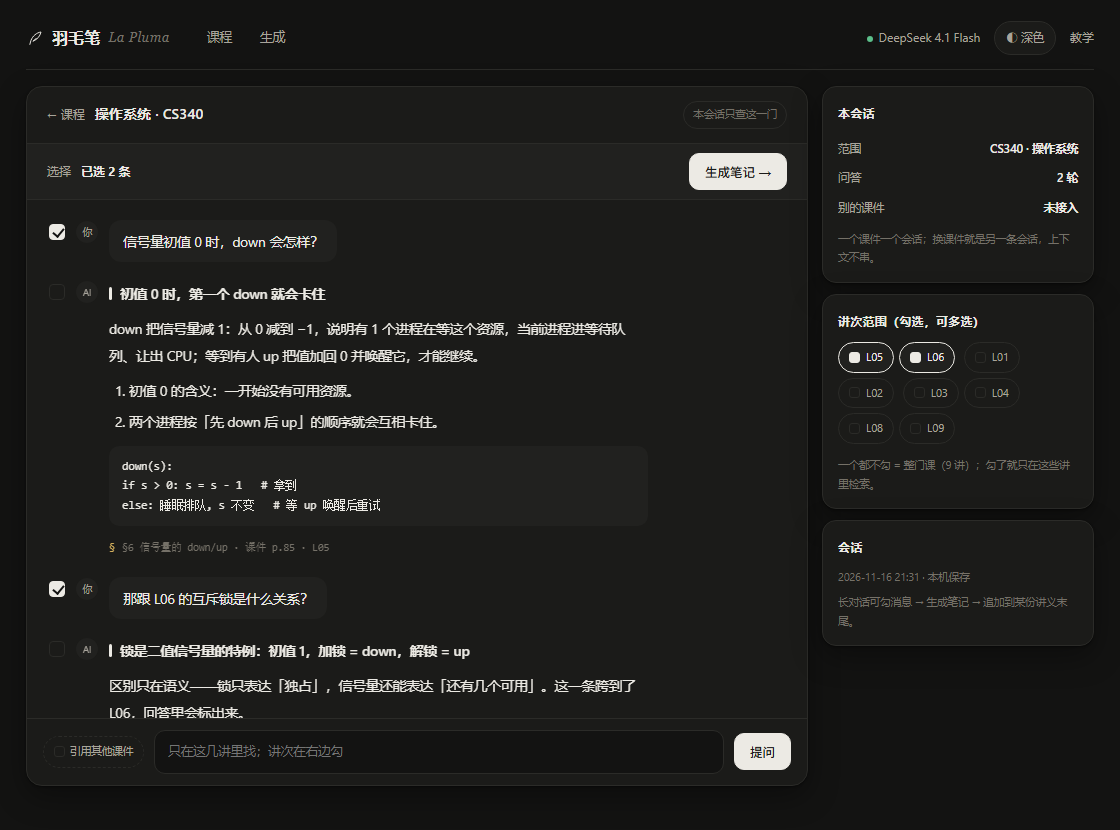 羽毛笔 La Pluma 课程 生成
DeepSeek 4.1 Flash 深色 教学
← 课程 操作系统 · CS340 本会话只查这一门
选择 已选 2 条 生成笔记 →
你 信号量初值 0 时，down 会怎样？
AI 初值 0 时，第一个 down 就会卡住
down 把信号量减 1：从 0 减到 −1，说明有 1 个进程在等这个资源，当前进程进等待队
列、让出 CPU；等到有人 up 把值加回 0 并唤醒它，才能继续。
1. 初值 0 的含义：一开始没有可用资源。
2. 两个进程按「先 down 后 up」的顺序就会互相卡住。
down(s):
if s > 0: s = s - 1 # 拿到
else: 睡眠排队, s 不变 # 等 up 唤醒后重试
§ §6 信号量的 down/up · 课件 p.85 · L05
你 那跟 L06 的互斥锁是什么关系？
AI 锁是二值信号量的特例：初值 1，加锁 = down，解锁 = up
区别只在语义——锁只表达「独占」，信号量还能表达「还有几个可用」。这一条跨到了
L06，回答里会标出来。
引用其他课件 只在这几讲里找；讲次在右边勾 提问
本会话
范围 CS340 · 操作系统
问答 2 轮
别的课件 未接入
一个课件一个会话；换课件就是另一条会话，上下
文不串。
讲次范围（勾选，可多选）
L05 L06 L01
L02 L03 L04
L08 L09
一个都不勾 = 整门课（9 讲）；勾了就只在这些讲
里检索。
会话
2026-11-16 21:31 · 本机保存
长对话可勾消息 → 生成笔记 → 追加到某份讲义末
尾。